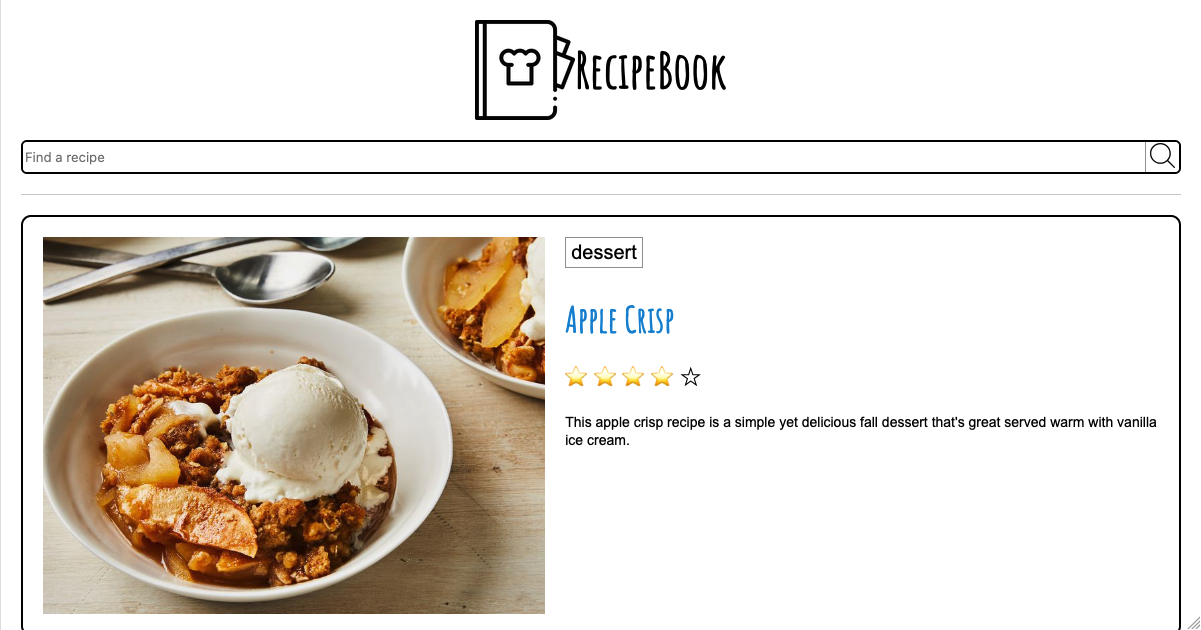 RecipeBook
Find a recipe
dessert
Apple Crisp
This apple crisp recipe is a simple yet delicious fall dessert that's great served warm with vanilla
ice cream.